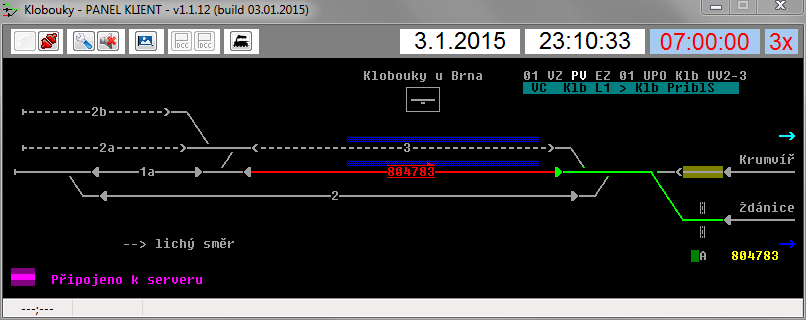 Klobouky - PANEL KLIENT - v1.1.12 (build 03.01.2015)
DCC DCC 3.1.2015 23:10:33 07:00:00 3x
Klobouky u Brna 01 VZ PV EZ 01 UPO Klb UV2-3
VC Klb L1 > Klb PriblS
2b
2a 3
Krumvíř
1a 804783
2
Ždánice
--> lichý směr
A 804783
Připojeno k serveru
---;---